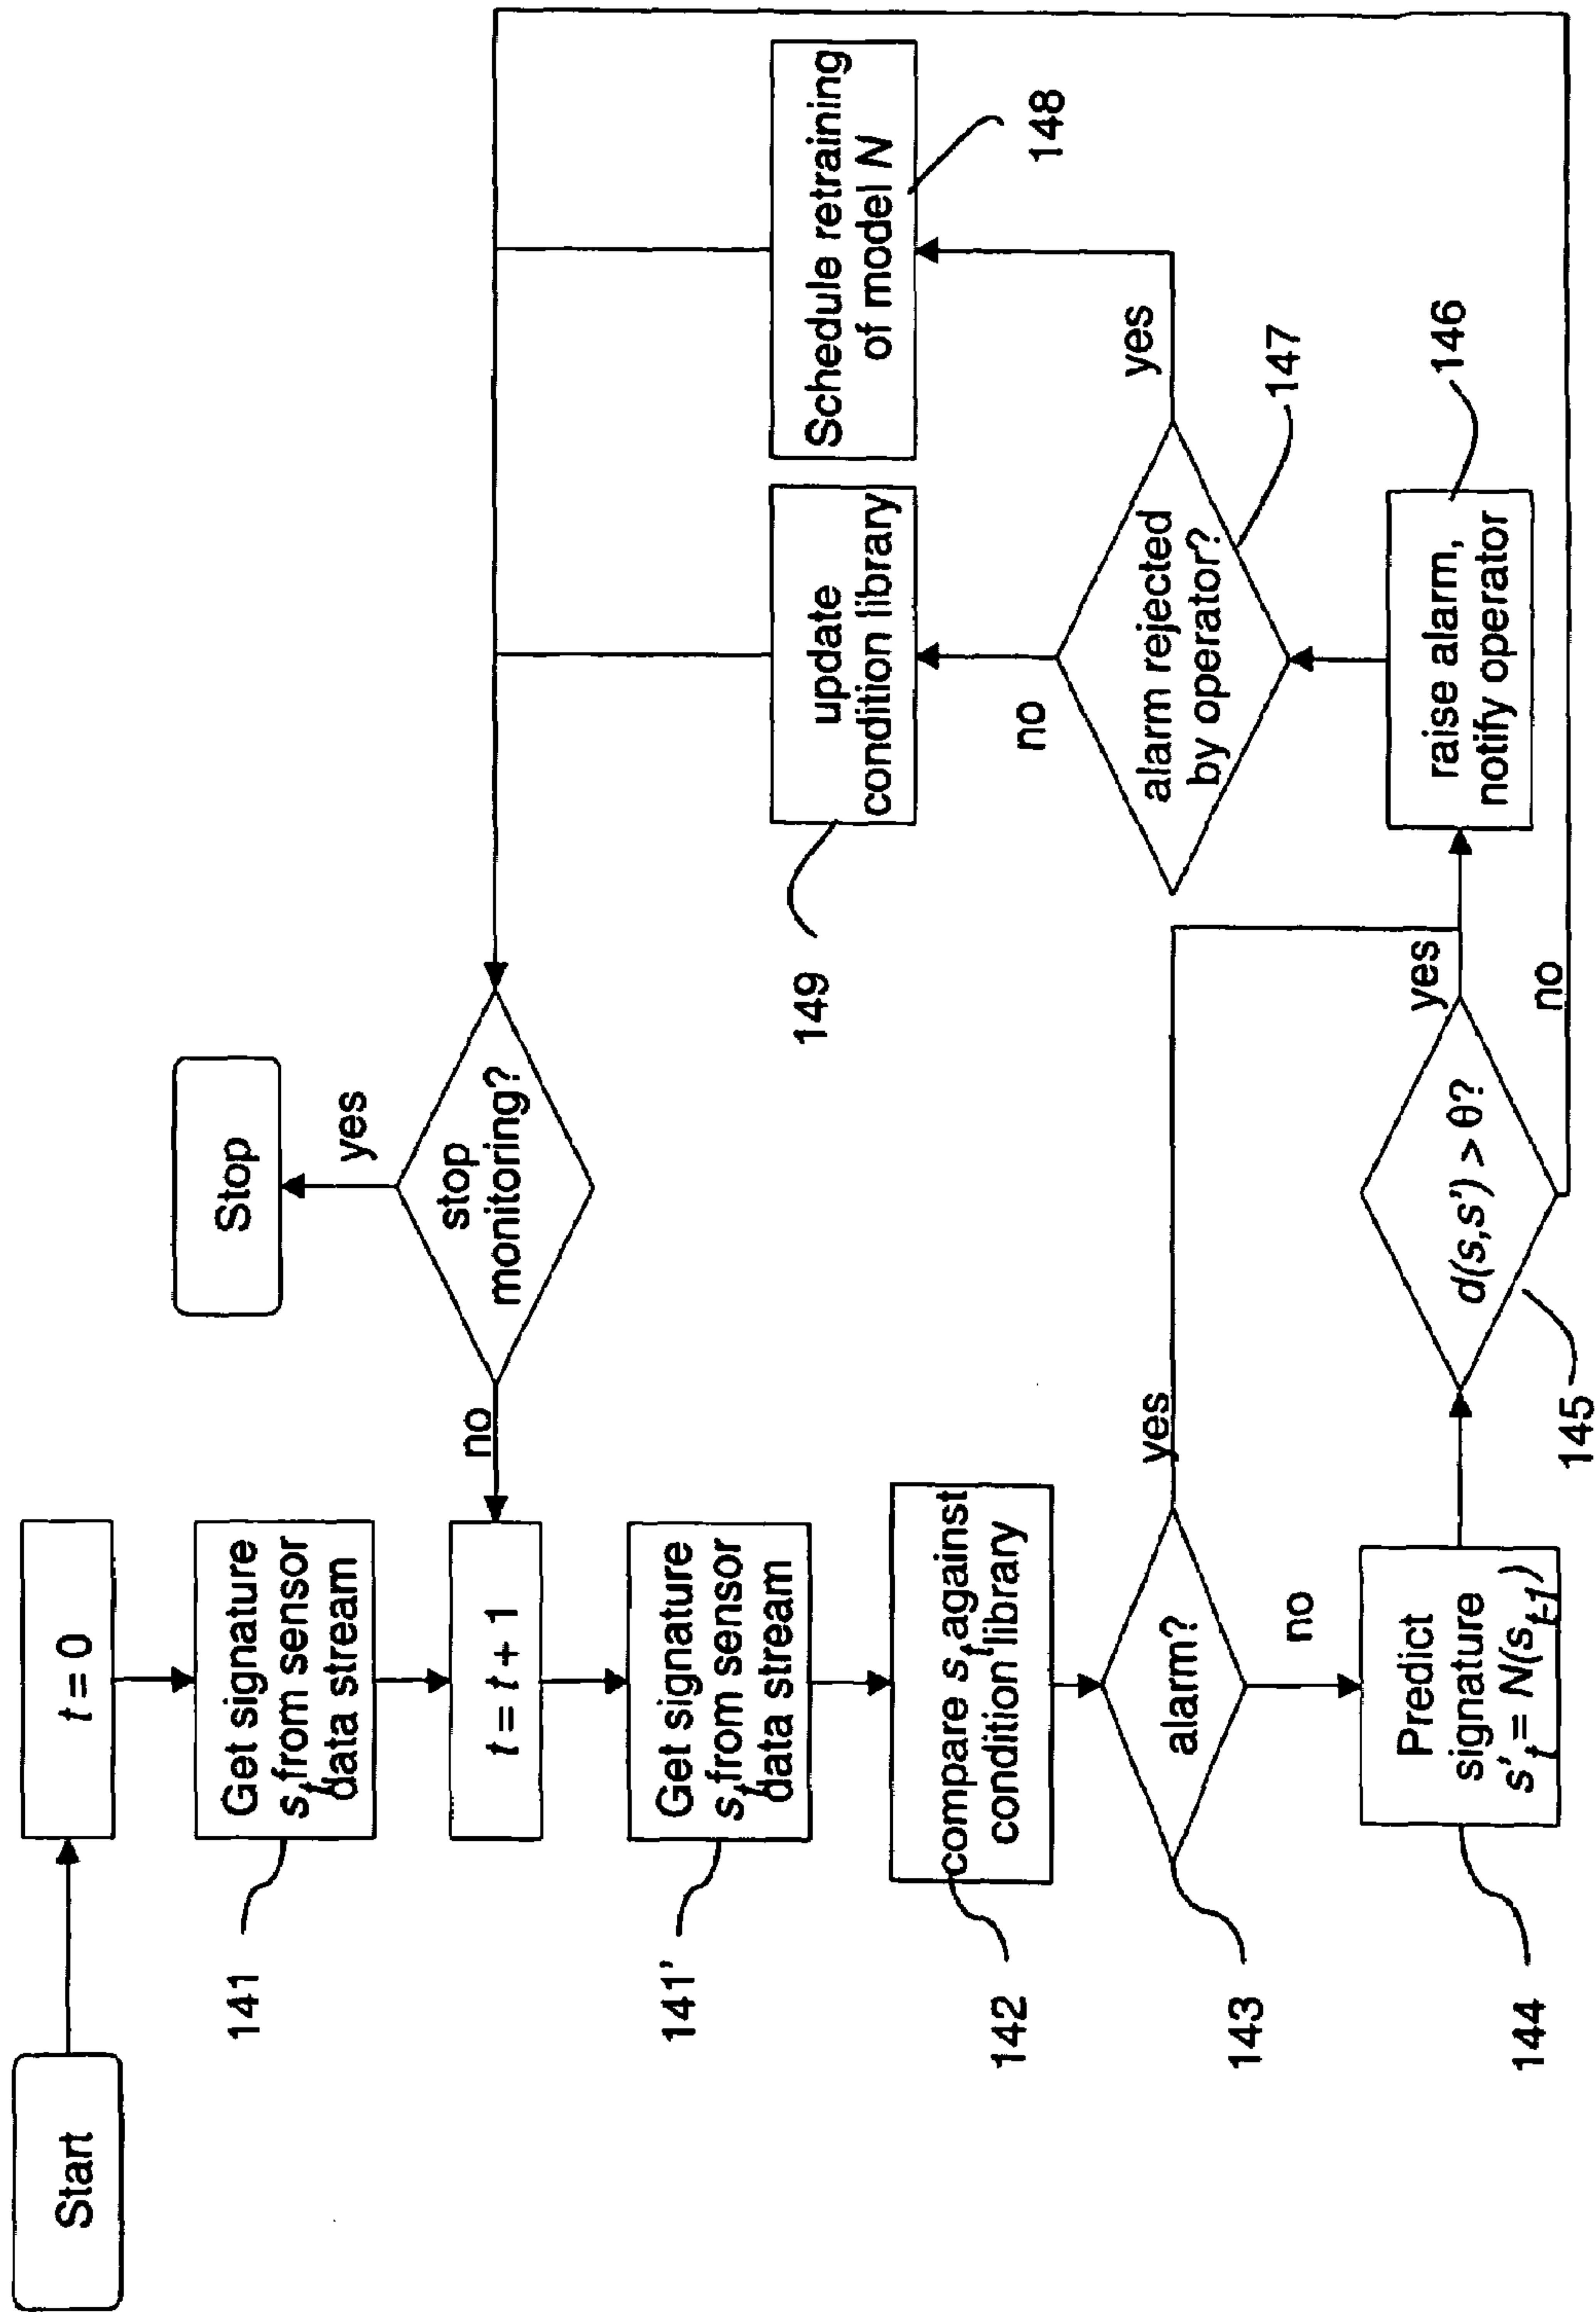 Start
t = 0
Get signature
s_t from sensor
data stream
141
t = t + 1
Get signature
s_t from sensor
data stream
141'
compare s_t against
condition library
142
alarm?
143
yes
no
Predict
signature
s'_t = N(s_{t-1})
144
d(s,s') > θ?
145
yes
no
raise alarm,
notify operator
146
alarm rejected
by operator?
147
no
yes
update
condition library
149
Schedule retraining
of model N
148
stop
monitoring?
no
yes
Stop